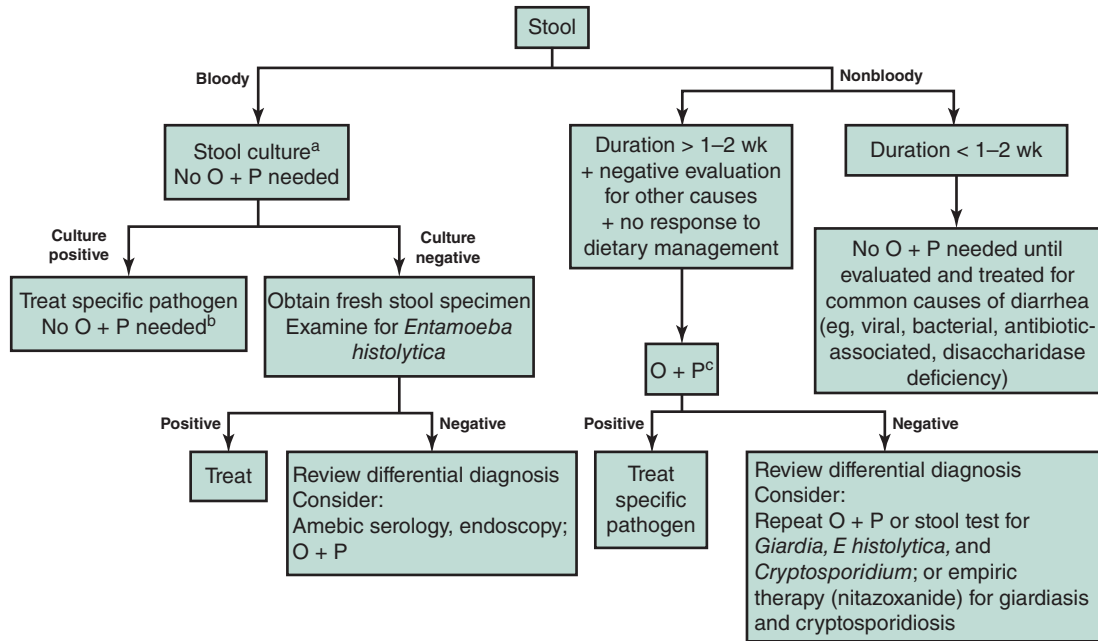 Stool
Bloody
Nonbloody
Stool cultureᵃ
No O + P needed
Duration > 1–2 wk
+ negative evaluation
for other causes
+ no response to
dietary management
Duration < 1–2 wk
Culture
positive
Culture
negative
Treat specific pathogen
No O + P neededᵇ
Obtain fresh stool specimen
Examine for Entamoeba
histolytica
No O + P needed until
evaluated and treated for
common causes of diarrhea
(eg, viral, bacterial, antibiotic-
associated, disaccharidase
deficiency)
O + Pᶜ
Positive
Negative
Positive
Negative
Treat
Review differential diagnosis
Consider:
Amebic serology, endoscopy;
O + P
Treat
specific
pathogen
Review differential diagnosis
Consider:
Repeat O + P or stool test for
Giardia, E histolytica, and
Cryptosporidium; or empiric
therapy (nitazoxanide) for giardiasis
and cryptosporidiosis